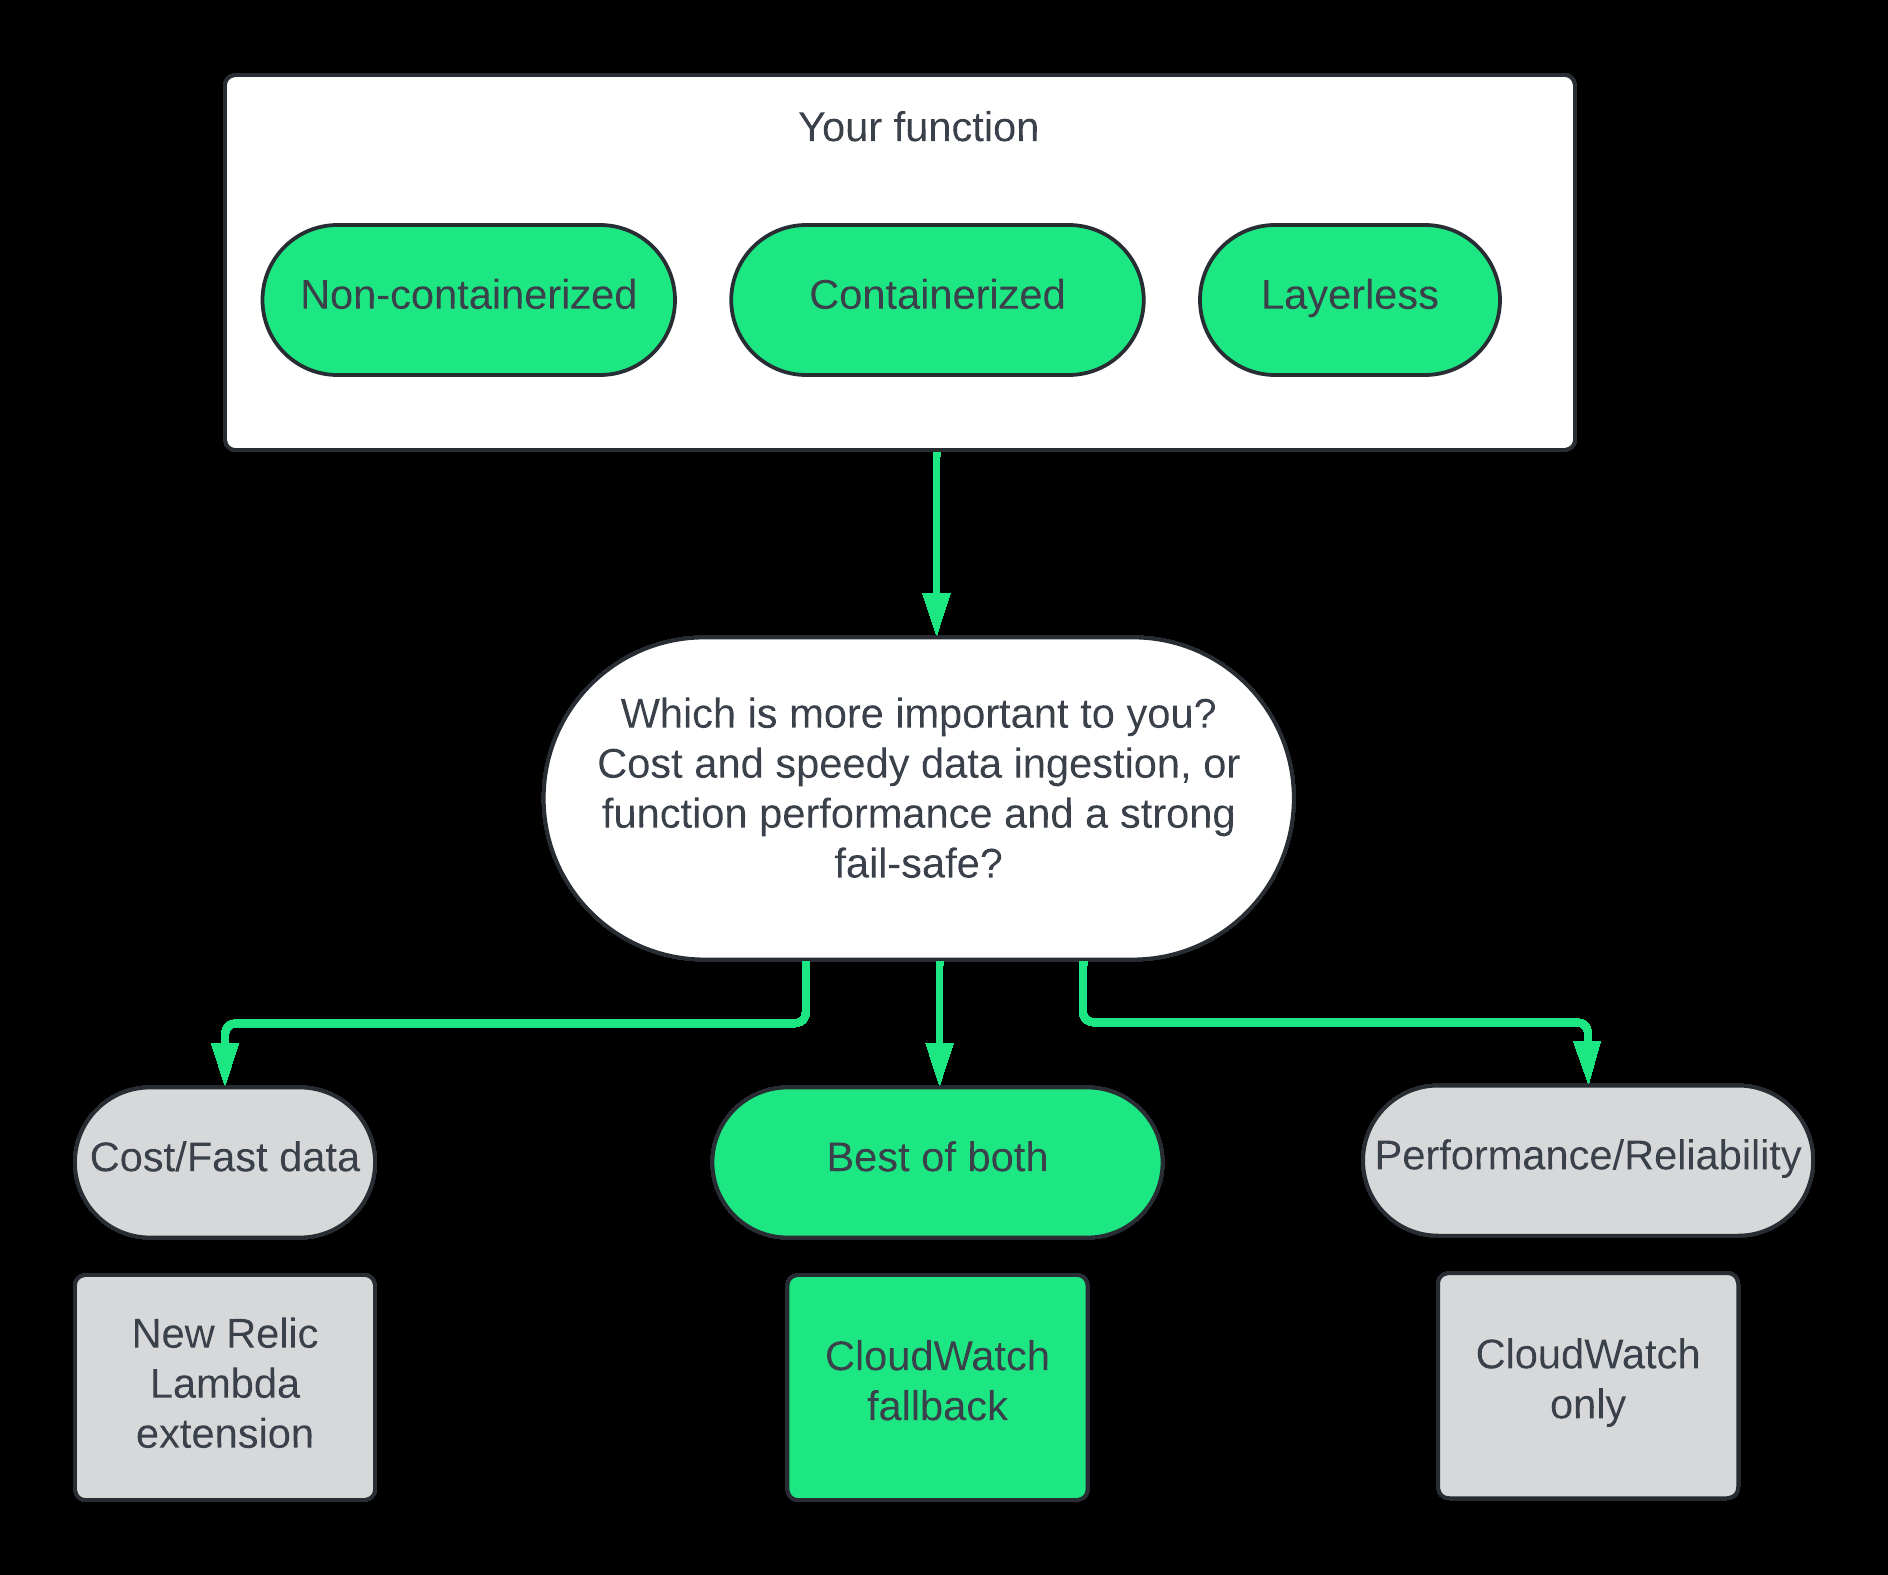 Your function
Non-containerized
Containerized
Layerless
Which is more important to you?
Cost and speedy data ingestion, or
function performance and a strong
fail-safe?
Cost/Fast data
Best of both
Performance/Reliability
New Relic
Lambda
extension
CloudWatch
fallback
CloudWatch
only